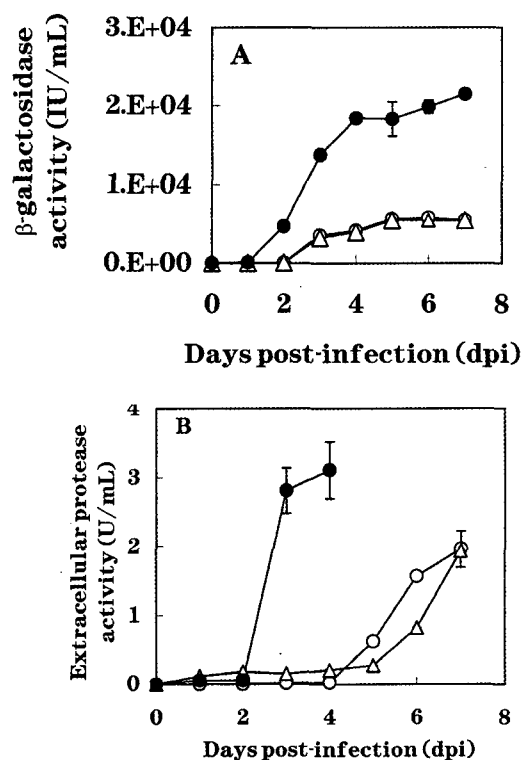 3.E+04
A
2.E+04
1.E+04
0.E+00
β-galactosidase
activity (IU/mL)
0 2 4 6 8
Days post-infection (dpi)
4
B
3
2
1
0
Extracellular protease
activity (U/mL)
0 2 4 6 8
Days post-infection (dpi)